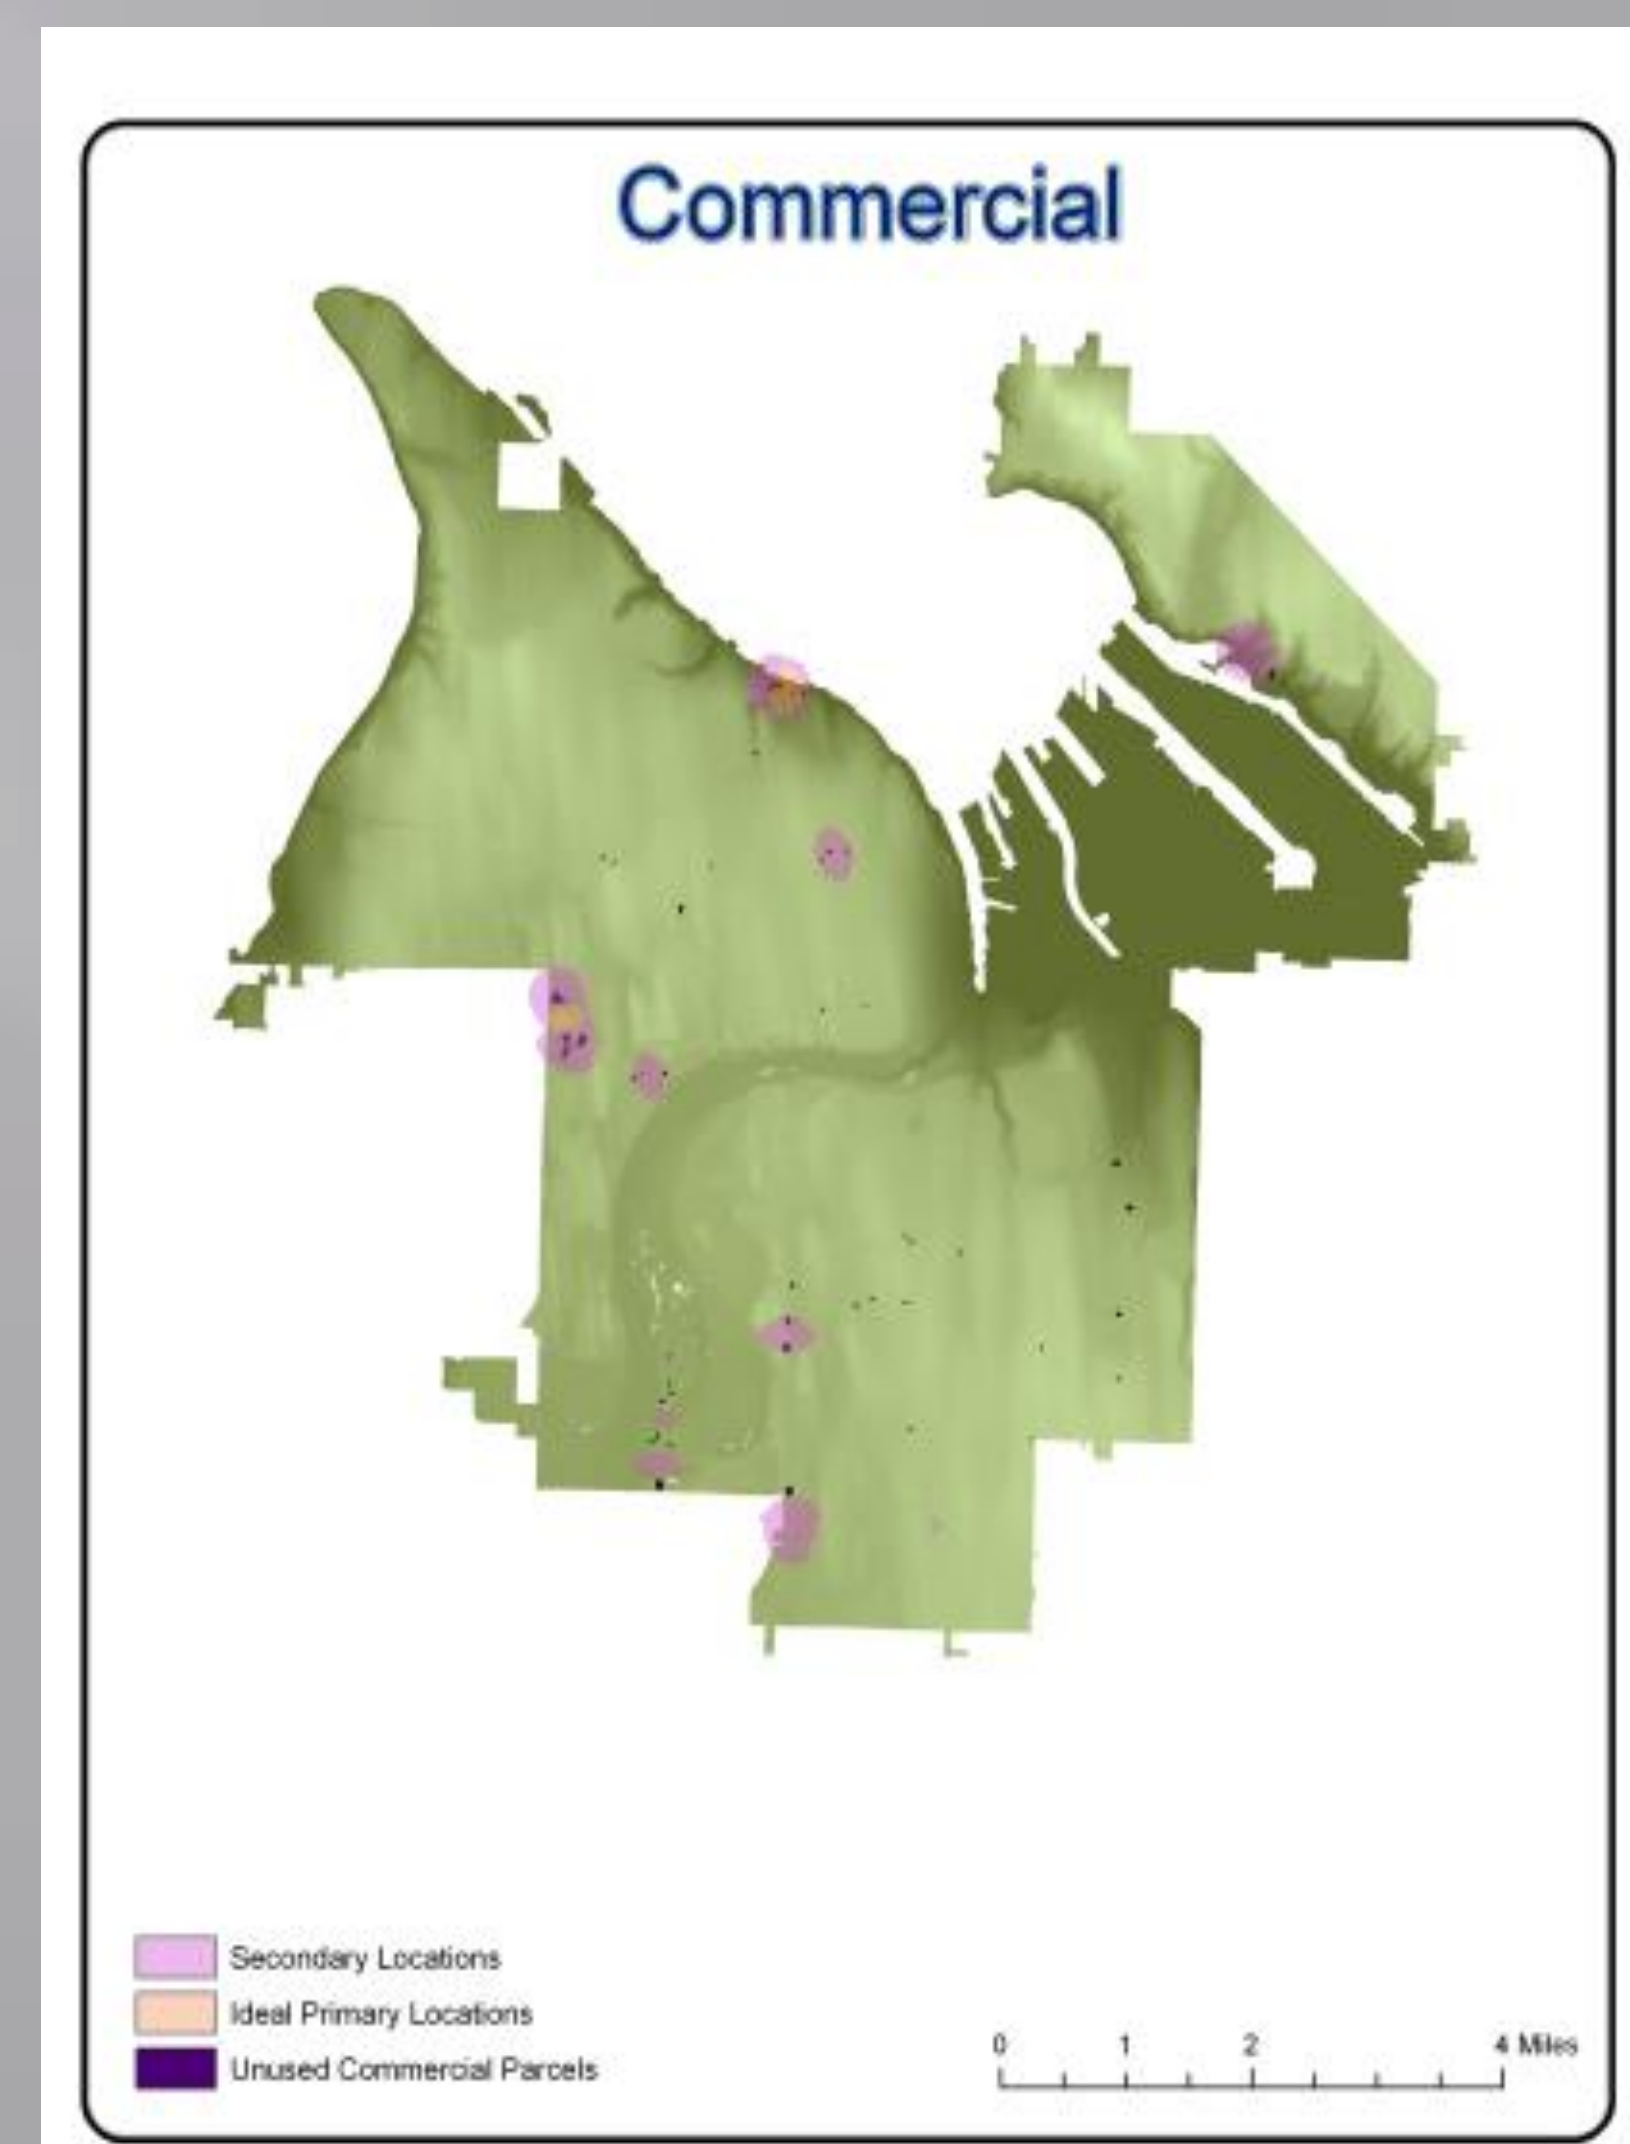 Commercial
Secondary Locations
Ideal Primary Locations
Unused Commercial Parcels
0 1 2 4 Miles